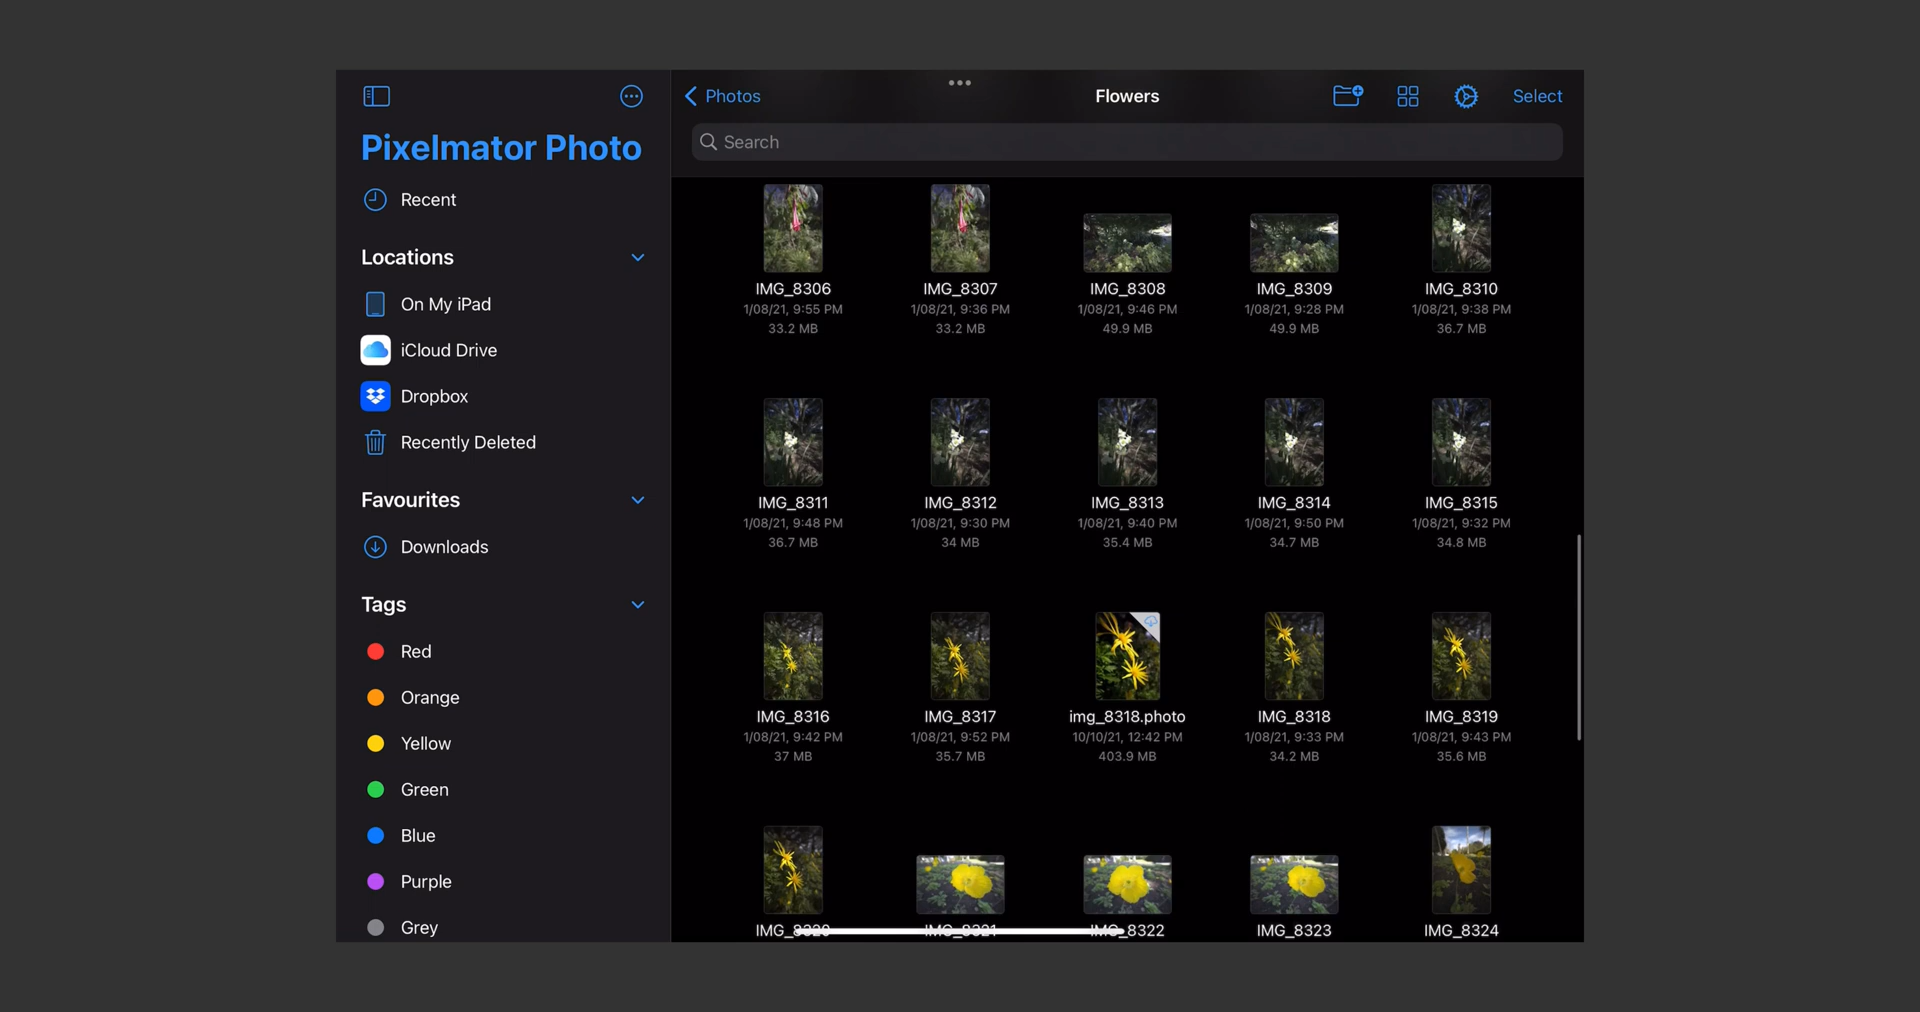 Pixelmator Photo
Recent
Locations
On My iPad
iCloud Drive
Dropbox
Recently Deleted
Favourites
Downloads
Tags
Red
Orange
Yellow
Green
Blue
Purple
Grey
Photos
Flowers
Select
Search
IMG_8306 IMG_8307 IMG_8308 IMG_8309 IMG_8310
1/08/21, 9:55 PM 1/08/21, 9:36 PM 1/08/21, 9:46 PM 1/08/21, 9:28 PM 1/08/21, 9:38 PM
33.2 MB 33.2 MB 49.9 MB 49.9 MB 36.7 MB
IMG_8311 IMG_8312 IMG_8313 IMG_8314 IMG_8315
1/08/21, 9:48 PM 1/08/21, 9:30 PM 1/08/21, 9:40 PM 1/08/21, 9:50 PM 1/08/21, 9:32 PM
36.7 MB 34 MB 35.4 MB 34.7 MB 34.8 MB
IMG_8316 IMG_8317 img_8318.photo IMG_8318 IMG_8319
1/08/21, 9:42 PM 1/08/21, 9:52 PM 10/10/21, 12:42 PM 1/08/21, 9:33 PM 1/08/21, 9:43 PM
37 MB 35.7 MB 403.9 MB 34.2 MB 35.6 MB
IMG_8320 IMG_8321 IMG_8322 IMG_8323 IMG_8324